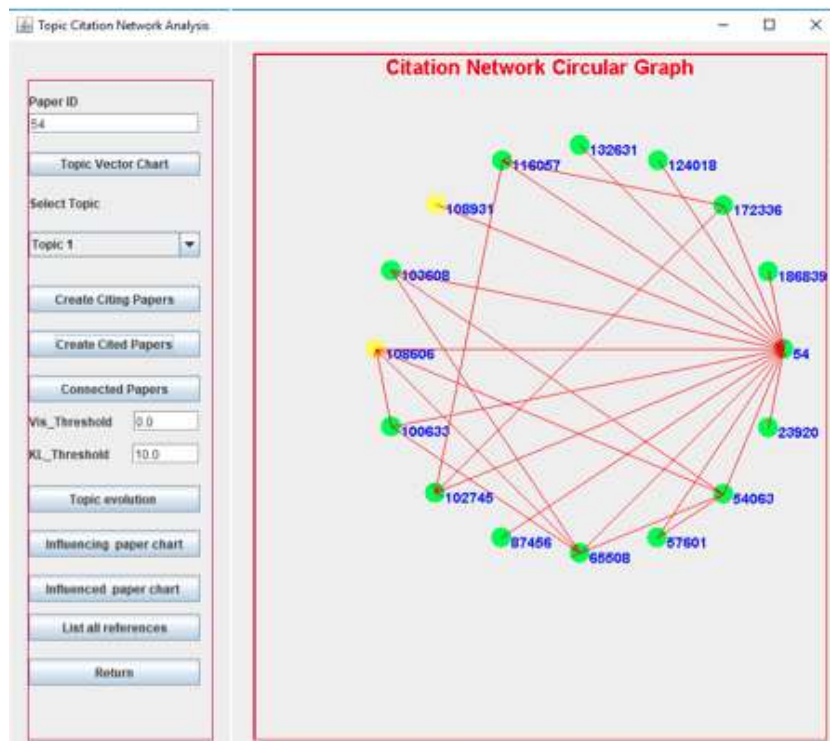 Topic Citation Network Analysis
Paper ID
54
Topic Vector Chart
Select Topic
Topic 1
Create Citing Papers
Create Cited Papers
Connected Papers
Vis_Threshold 0.0
KL_Threshold 10.0
Topic evolution
Influencing paper chart
Influenced paper chart
List all references
Return
Citation Network Circular Graph
132631
116057
124018
108931
172336
103608
186839
108606
54
100633
23920
102745
54063
87456
57601
65508